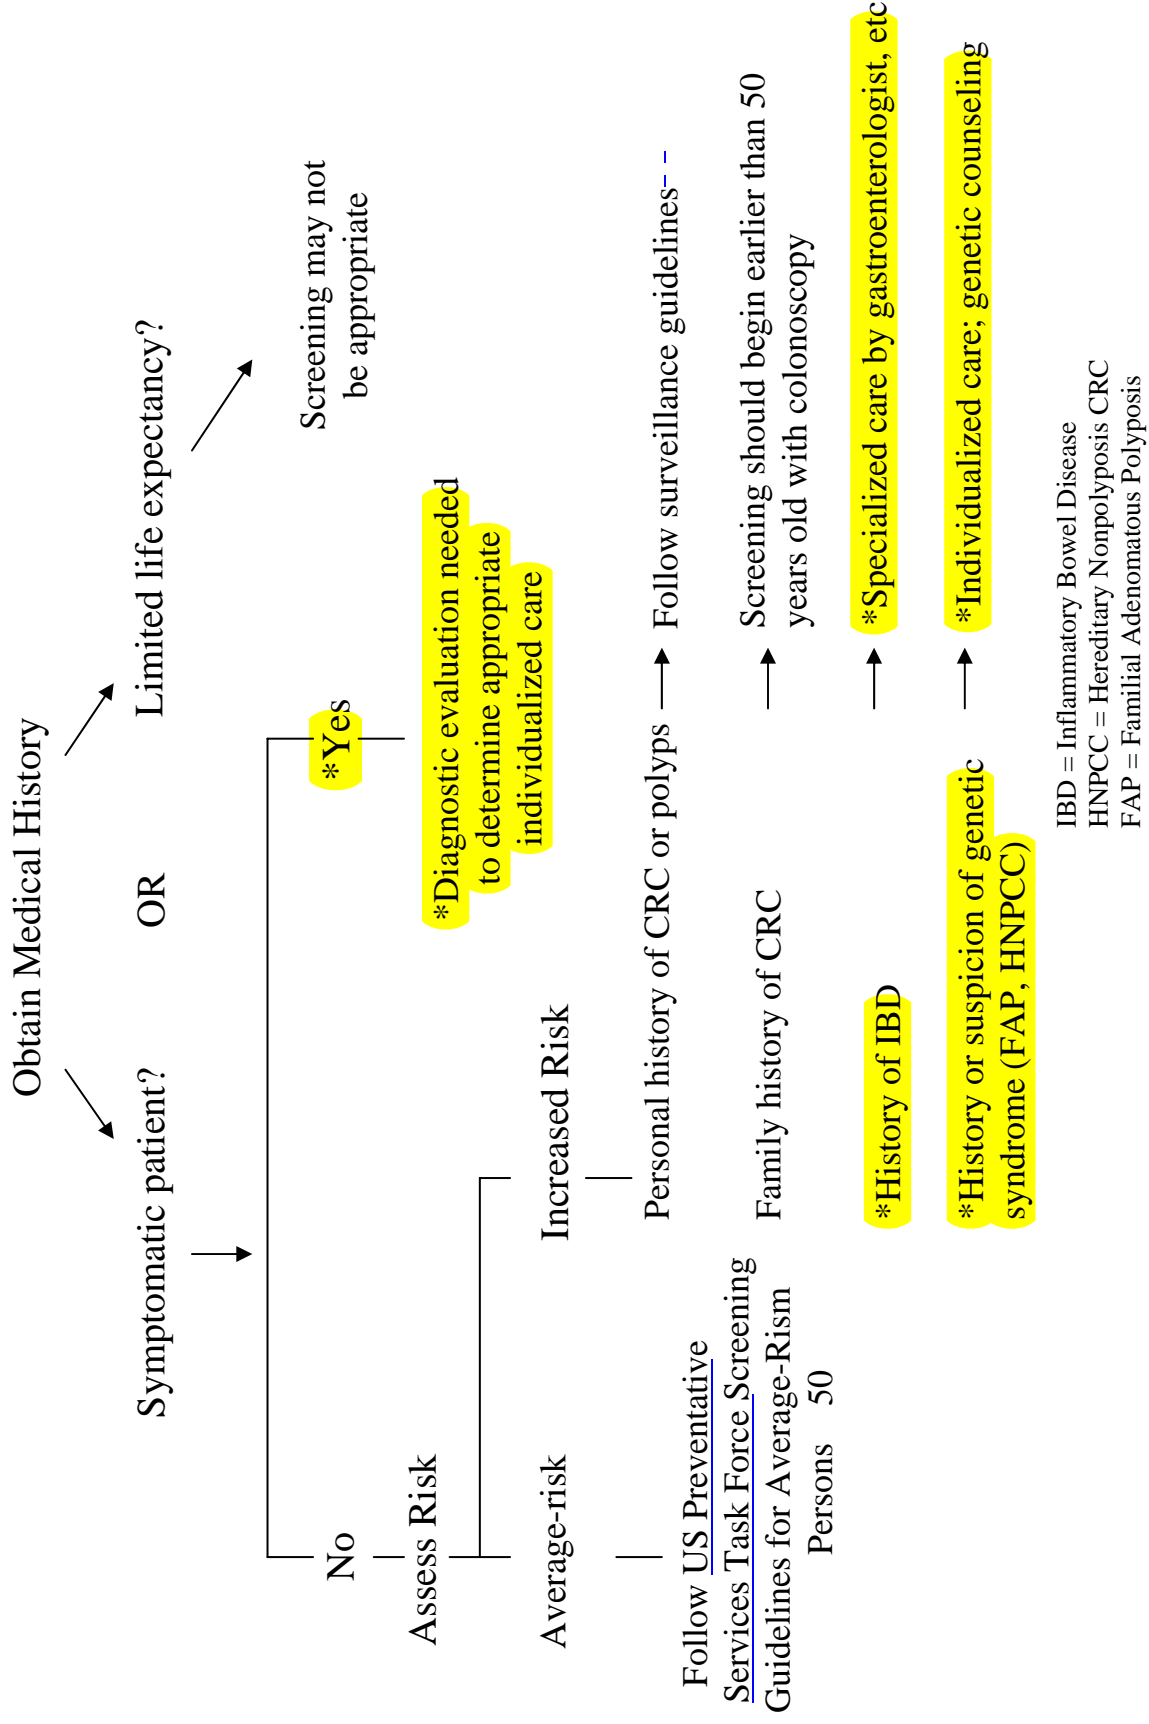 Obtain Medical History
Symptomatic patient?
OR
Limited life expectancy?
Screening may not
be appropriate
No
*Yes
Assess Risk
*Diagnostic evaluation needed
to determine appropriate
individualized care
Average-risk
Increased Risk
Follow US Preventative
Services Task Force Screening
Guidelines for Average-Rism
Persons 50
Personal history of CRC or polyps
Follow surveillance guidelines
Family history of CRC
Screening should begin earlier than 50
years old with colonoscopy
*History of IBD
*Specialized care by gastroenterologist, etc
*History or suspicion of genetic
syndrome (FAP, HNPCC)
*Individualized care; genetic counseling
IBD = Inflammatory Bowel Disease
HNPCC = Hereditary Nonpolyposis CRC
FAP = Familial Adenomatous Polyposis